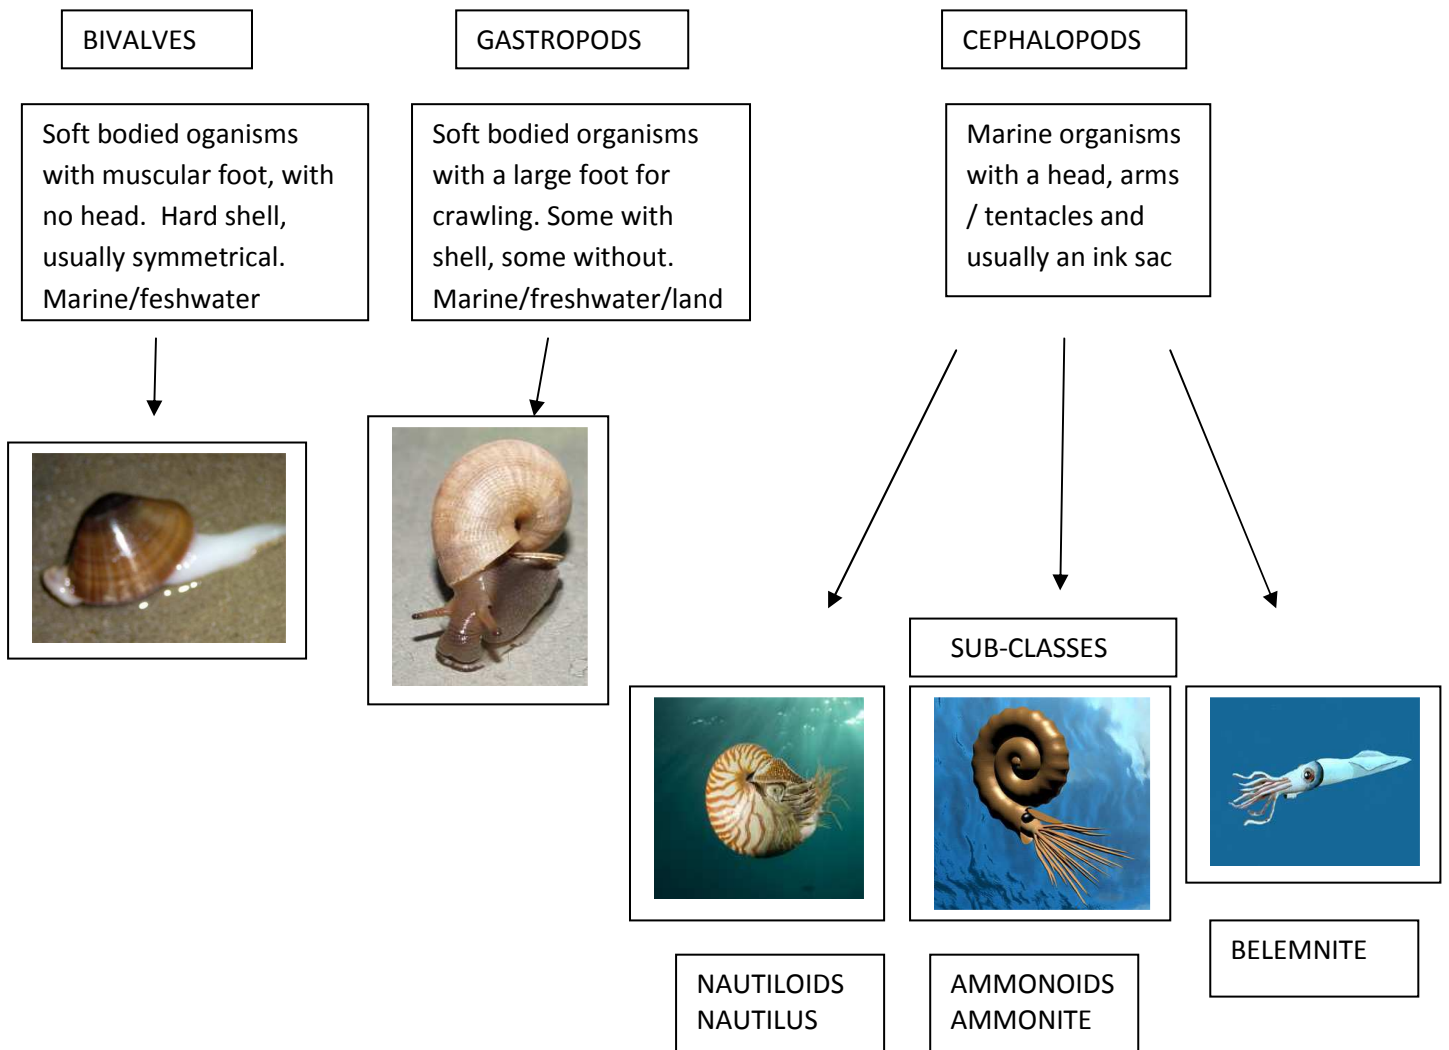 BIVALVES
GASTROPODS
CEPHALOPODS
Soft bodied oganisms
with muscular foot, with
no head.  Hard shell,
usually symmetrical.
Marine/feshwater
Soft bodied organisms
with a large foot for
crawling. Some with
shell, some without.
Marine/freshwater/land
Marine organisms
with a head, arms
/ tentacles and
usually an ink sac
SUB-CLASSES
NAUTILOIDS
NAUTILUS
AMMONOIDS
AMMONITE
BELEMNITE